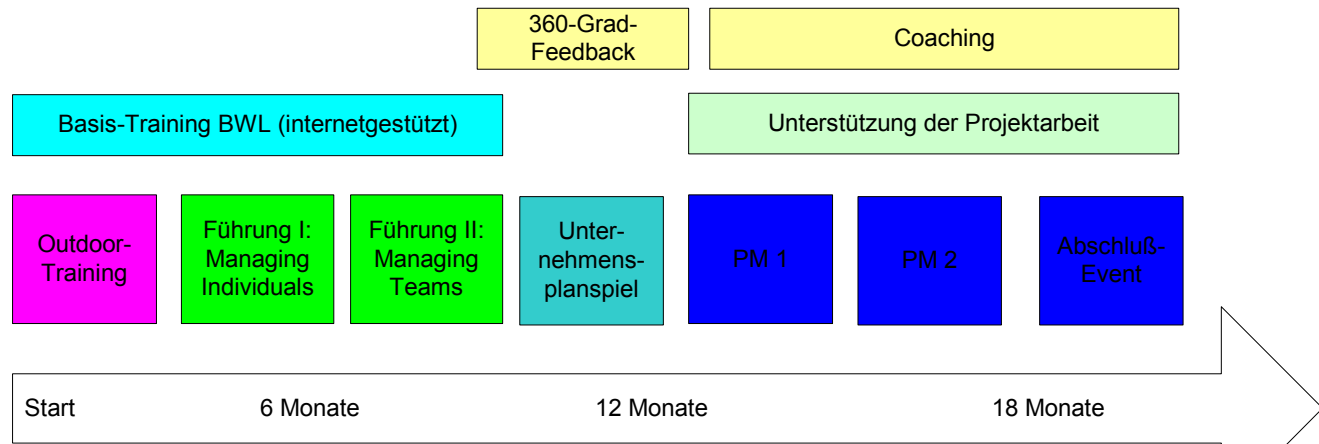 360-Grad-
Feedback
Coaching
Basis-Training BWL (internetgestützt)
Unterstützung der Projektarbeit
Outdoor-
Training
Führung I:
Managing
Individuals
Führung II:
Managing
Teams
Unter-
nehmens-
planspiel
PM 1
PM 2
Abschluß-
Event
Start
6 Monate
12 Monate
18 Monate